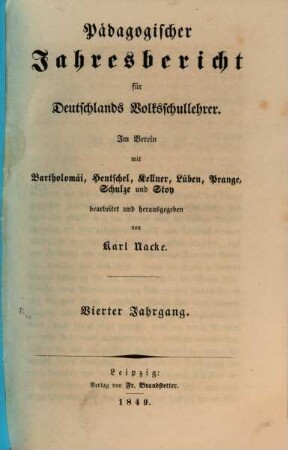 Pädagogischer
Jahresbericht
für
Deutschlands Volksschullehrer.
Im Verein
mit
Bartholomäi, Hentschel, Kellner, Lüben, Prange,
Schulze und Stoy
bearbeitet und herausgegeben
von
Karl Nacke.
Vierter Jahrgang.
Leipzig:
Verlag von Fr. Brandstetter.
1849.